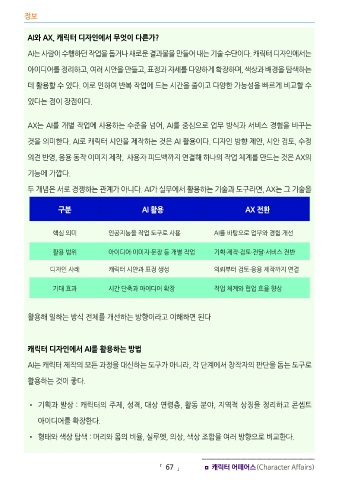 정보
AI와 AX, 캐릭터 디자인에서 무엇이 다른가?
AI는 사람이 수행하던 작업을 돕거나 새로운 결과물을 만들어 내는 기술 수단이다. 캐릭터 디자인에서는
아이디어를 정리하고, 여러 시안을 만들고, 표정과 자세를 다양하게 확장하며, 색상과 배경을 탐색하는
데 활용할 수 있다. 이로 인하여 반복 작업에 드는 시간을 줄이고 다양한 가능성을 빠르게 비교할 수
있다는 점이 장점이다.
AX는 AI를 개별 작업에 사용하는 수준을 넘어, AI를 중심으로 업무 방식과 서비스 경험을 바꾸는
것을 의미한다. AI로 캐릭터 시안을 제작하는 것은 AI 활용이다. 디자인 방향 제안, 시안 검토, 수정
의견 반영, 응용 동작 이미지 제작, 사용자 피드백까지 연결해 하나의 작업 체계를 만드는 것은 AX의
기능에 가깝다.
두 개념은 서로 경쟁하는 관계가 아니다. AI가 실무에서 활용하는 기술과 도구라면, AX는 그 기술을
구분 AI 활용 AX 전환
핵심 의미 인공지능을 작업 도구로 사용 AI를 바탕으로 업무와 경험 개선
활용 범위 아이디어·이미지·문장 등 개별 작업 기획·제작·검토·전달·서비스 전반
디자인 사례 캐릭터 시안과 표정 생성 의뢰부터 검토·응용 제작까지 연결
기대 효과 시간 단축과 아이디어 확장 작업 체계와 협업 효율 향상
활용해 일하는 방식 전체를 개선하는 방향이라고 이해하면 된다
캐릭터 디자인에서 AI를 활용하는 방법
AI는 캐릭터 제작의 모든 과정을 대신하는 도구가 아니라, 각 단계에서 창작자의 판단을 돕는 도구로
활용하는 것이 좋다.
• 기획과 발상 : 캐릭터의 주제, 성격, 대상 연령층, 활동 분야, 지역적 상징을 정리하고 콘셉트
아이디어를 확장한다.
• 형태와 색상 탐색 : 머리와 몸의 비율, 실루엣, 의상, 색상 조합을 여러 방향으로 비교한다.
「 67 」
캐릭터 어페어스(Character Affairs)